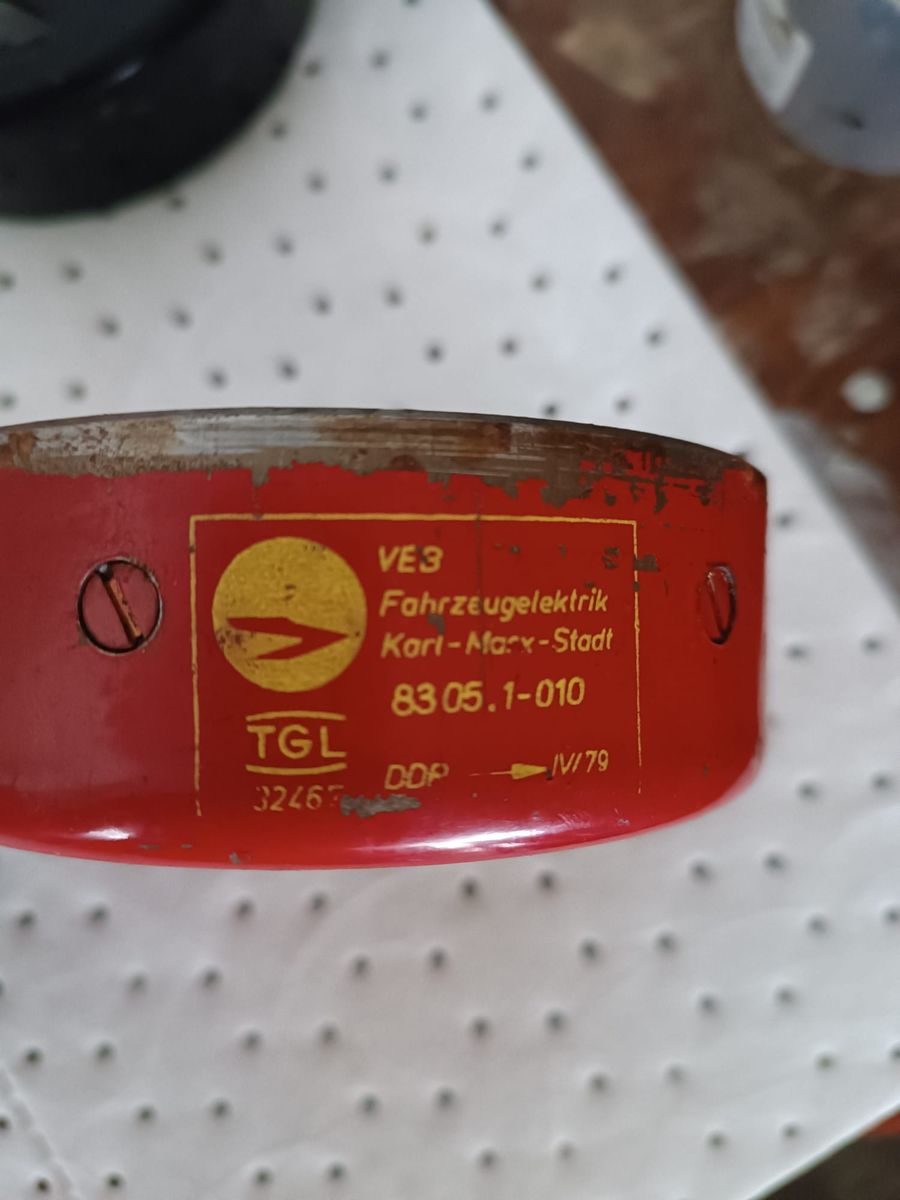 VEB
Fahrzeugelektrik
Karl-Marx-Stadt
8305.1-010
TGL
DDR IV/79